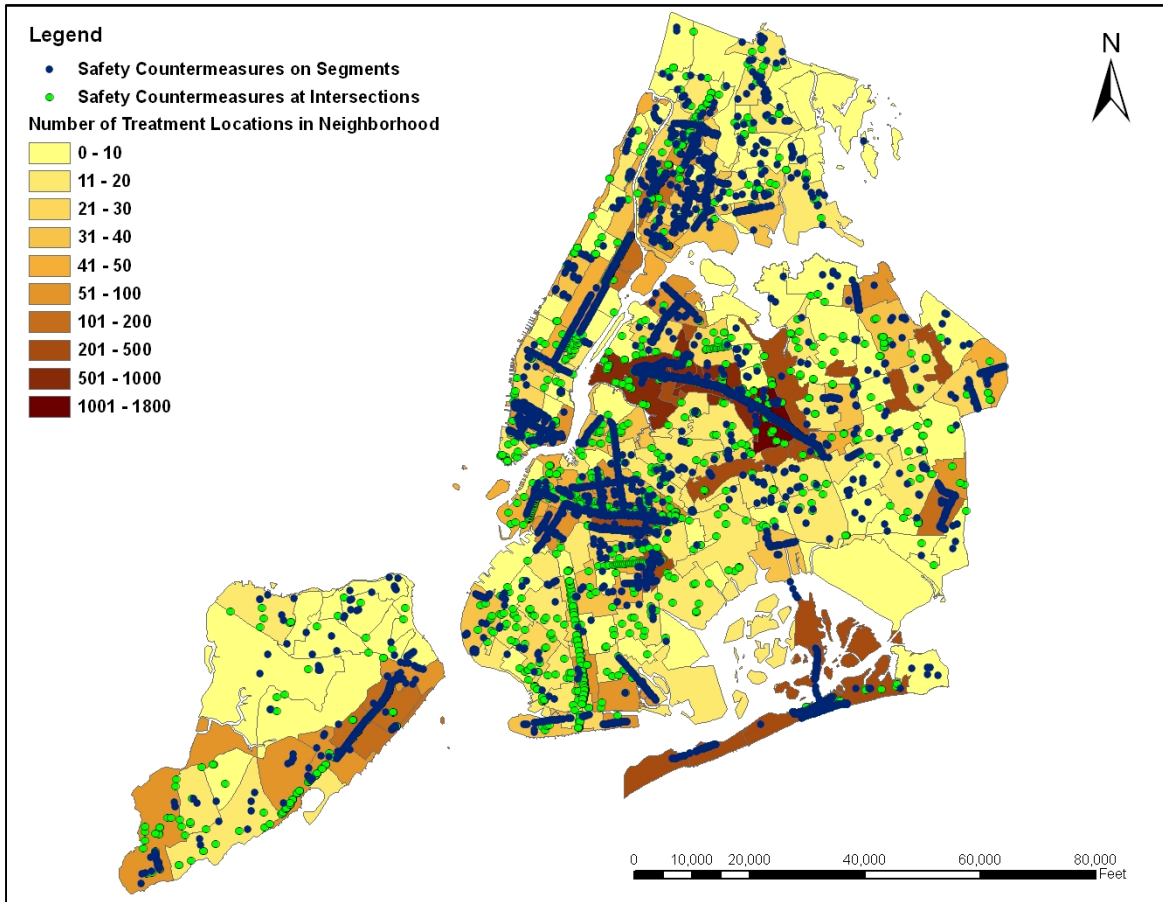 Legend
N
Safety Countermeasures on Segments
Safety Countermeasures at Intersections
Number of Treatment Locations in Neighborhood
0 - 10
11 - 20
21 - 30
31 - 40
41 - 50
51 - 100
101 - 200
201 - 500
501 - 1000
1001 - 1800
0 10,000 20,000 40,000 60,000 80,000
Feet